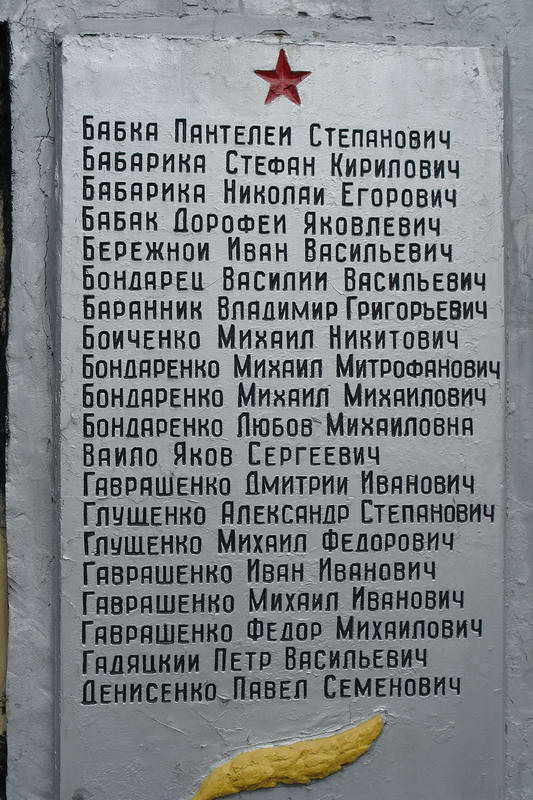 Бабка Пантелеи Степанович
Бабарика Стефан Кирилович
Бабарика Николаи Егорович
Бабак Дорофеи Яковлевич
Бережнои Иван Васильевич
Бондарец Василии Васильевич
Баранник Владимир Григорьевич
Боиченко Михаил Никитович
Бондаренко Михаил Митрофанович
Бондаренко Михаил Михаилович
Бондаренко Любов Михаиловна
Ваило Яков Сергеевич
Гаврашенко Дмитрии Иванович
Глущенко Александр Степанович
Глущенко Михаил Федорович
Гаврашенко Иван Иванович
Гаврашенко Михаил Иванович
Гаврашенко Федор Михаилович
Гадяцкии Петр Васильевич
Денисенко Павел Семенович